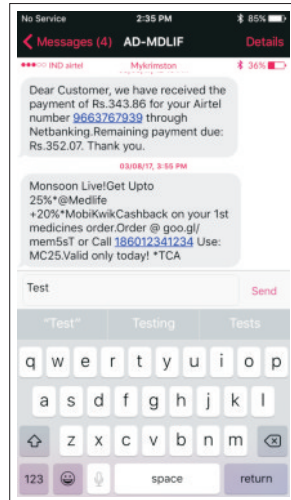 No Service 2:35 PM 85%
Messages (4) AD-MDLIF Details
IND airtel Mykrimston 36%
Dear Customer, we have received the
payment of Rs.343.86 for your Airtel
number 9663767939 through
Netbanking.Remaining payment due:
Rs.352.07. Thank you.
03/08/17, 3:55 PM
Monsoon Live!Get Upto
25%*@Medlife
+20%*MobiKwikCashback on your 1st
medicines order.Order @ goo.gl/
mem5sT or Call 186012341234 Use:
MC25.Valid only today! *TCA
Test Send
"Test" Testing Tests
q w e r t y u i o p
a s d f g h j k l
z x c v b n m
123 space return